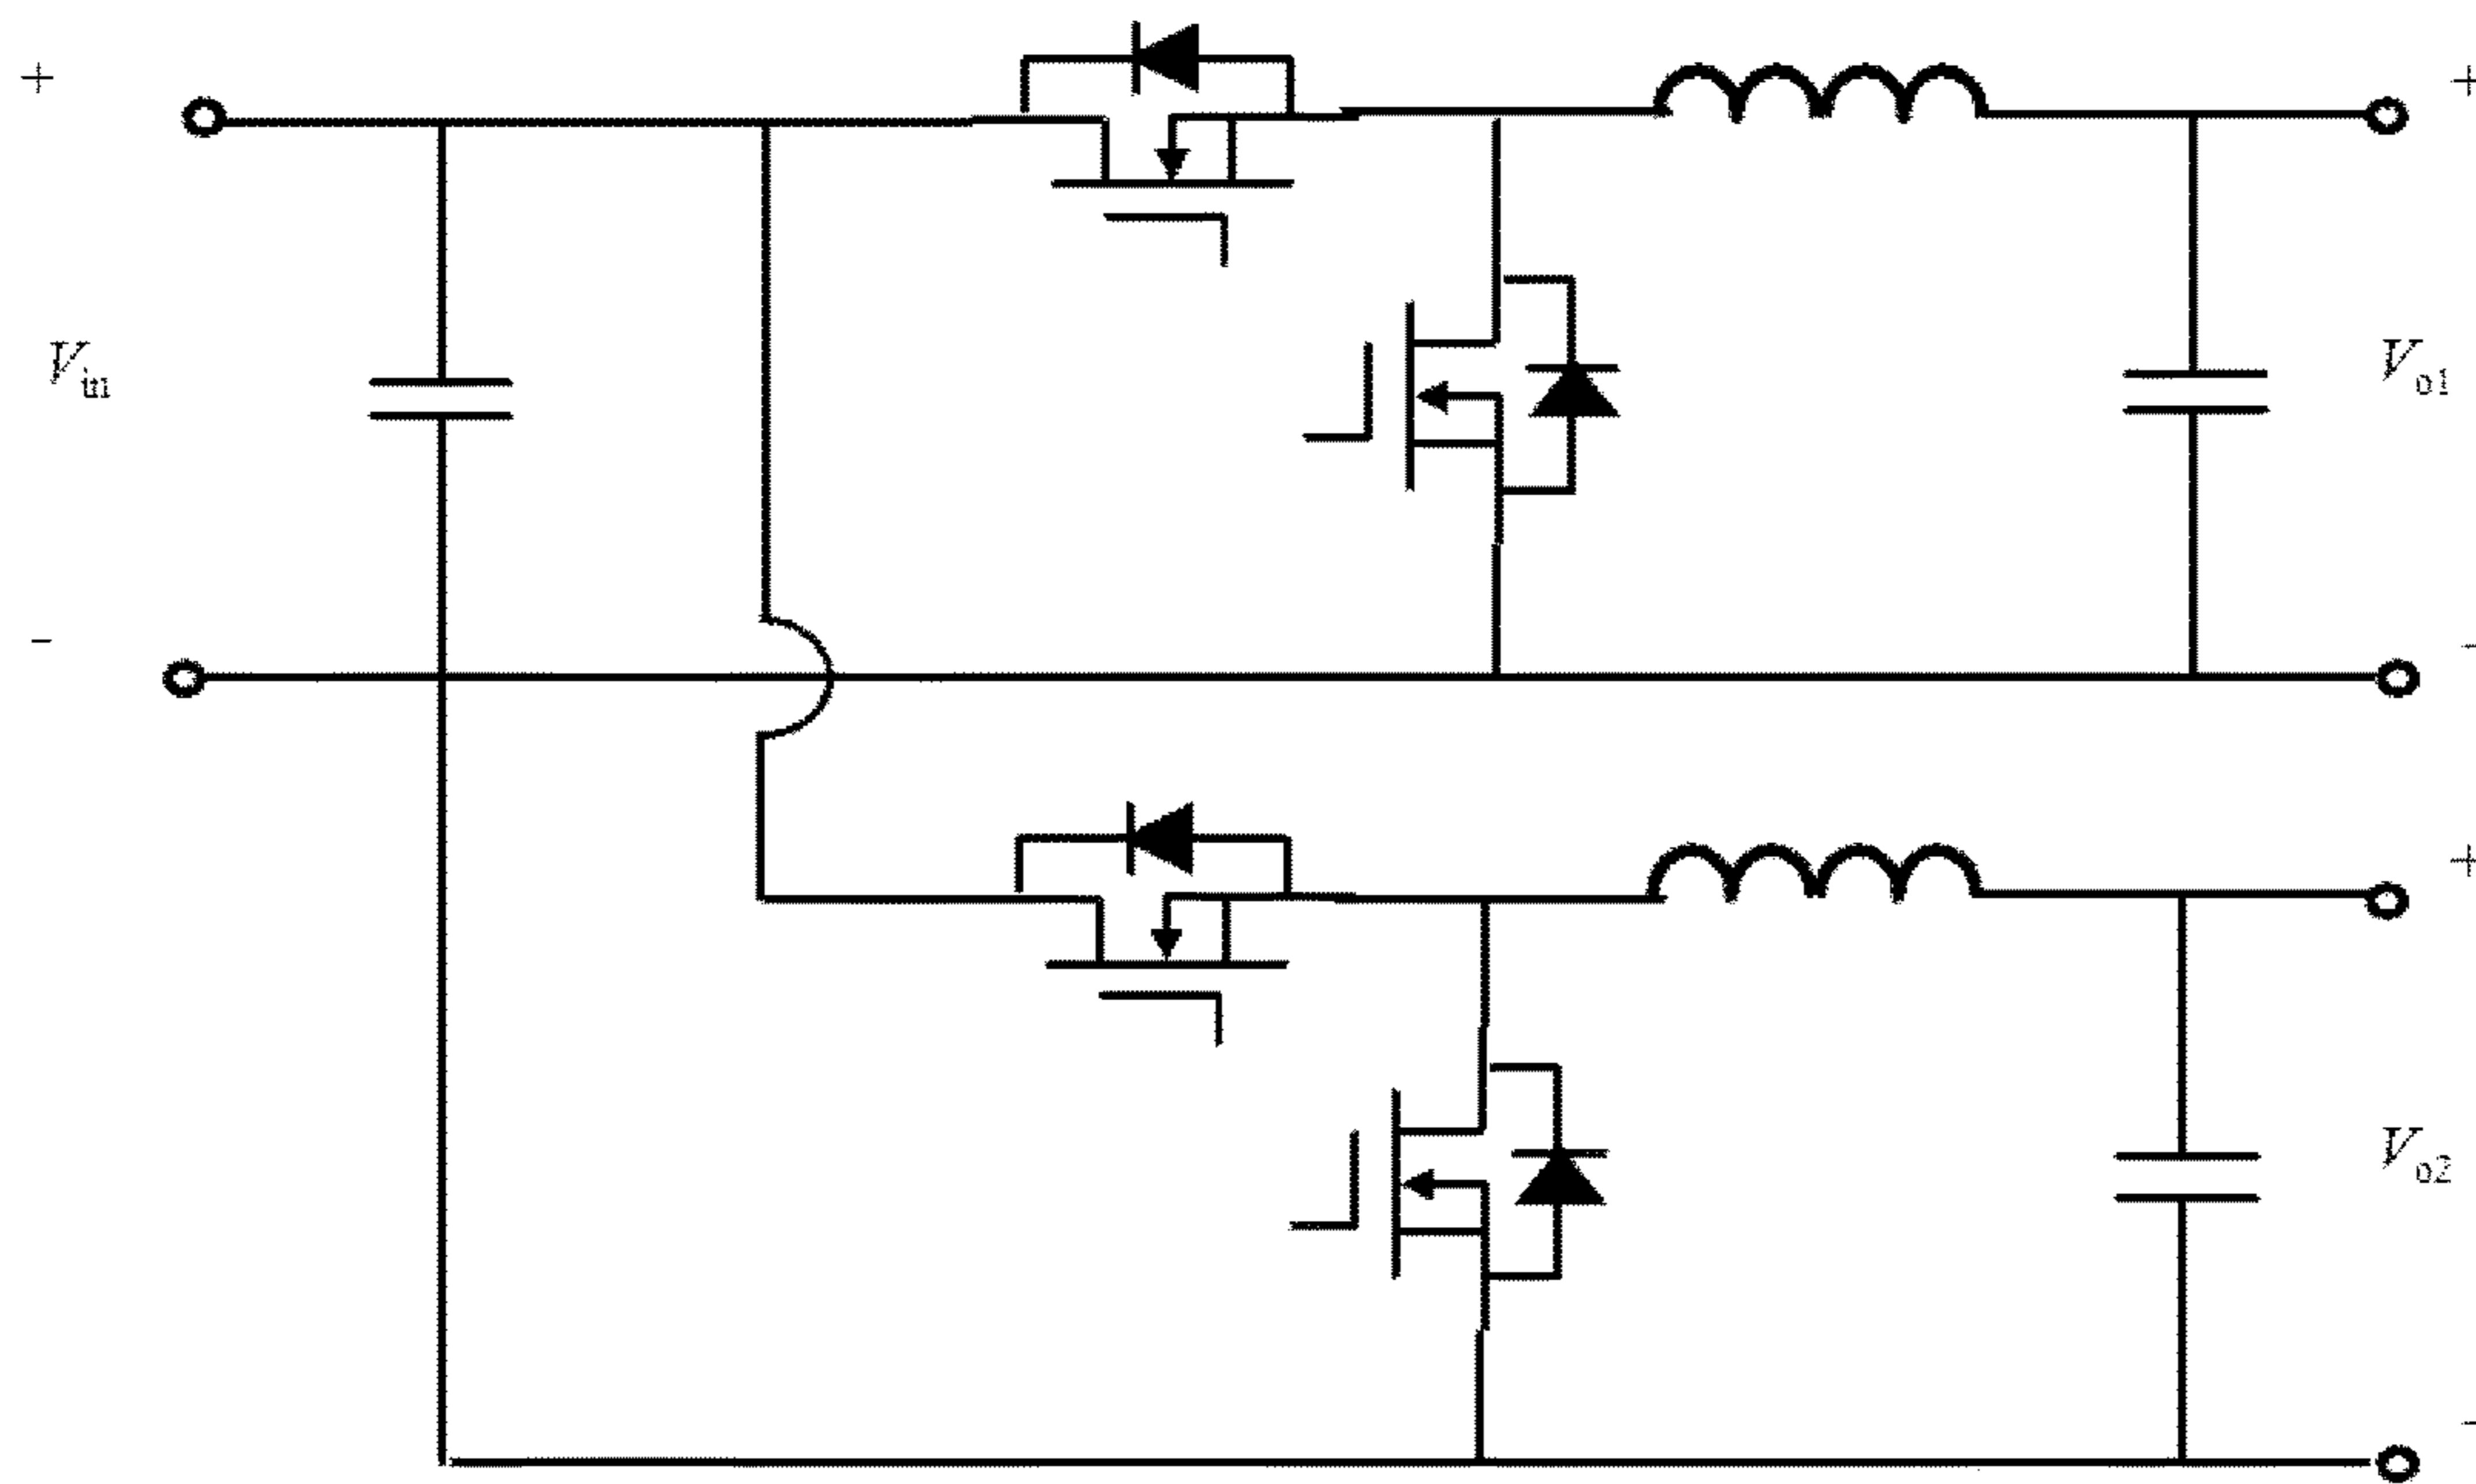 +
+
V_in
V_o1
−
-
+
V_o2
-